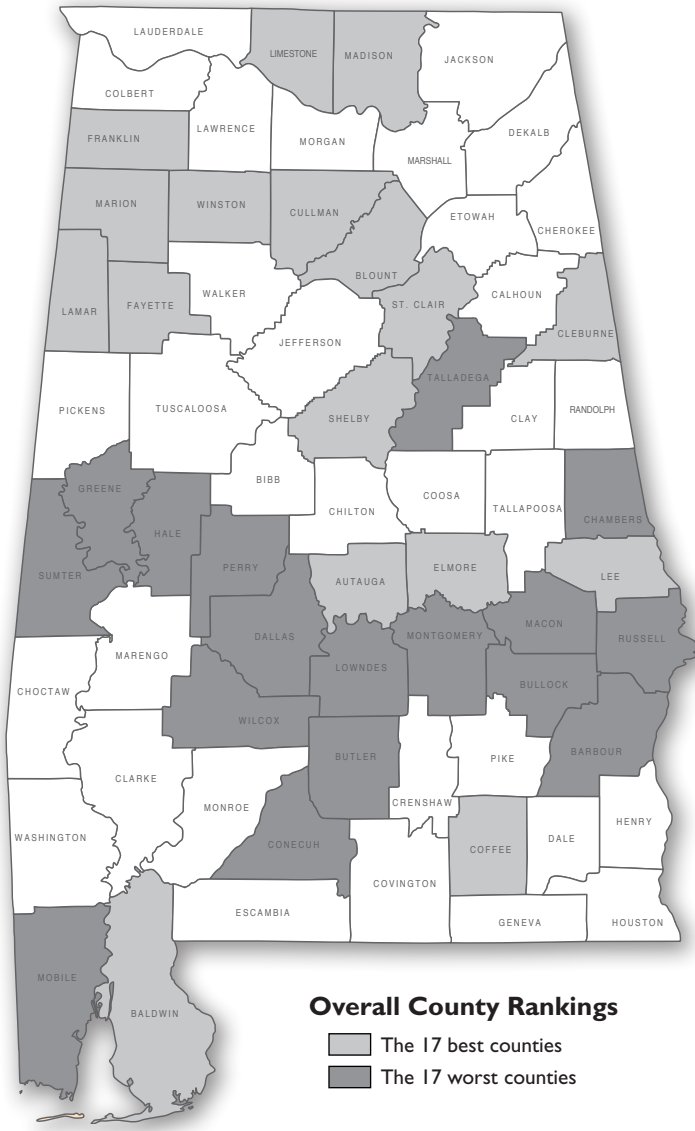 LAUDERDALE
LIMESTONE
MADISON
JACKSON
COLBERT
FRANKLIN
LAWRENCE
MORGAN
MARSHALL
DEKALB
MARION
WINSTON
CULLMAN
BLOUNT
ETOWAH
CHEROKEE
LAMAR
FAYETTE
WALKER
JEFFERSON
ST. CLAIR
CALHOUN
CLEBURNE
PICKENS
TUSCALOOSA
SHELBY
TALLADEGA
CLAY
RANDOLPH
GREENE
HALE
BIBB
CHILTON
COOSA
TALLAPOOSA
CHAMBERS
SUMTER
PERRY
AUTAUGA
ELMORE
LEE
MARENGO
DALLAS
LOWNDES
MONTGOMERY
MACON
RUSSELL
CHOCTAW
WILCOX
BULLOCK
CLARKE
BUTLER
CRENSHAW
PIKE
BARBOUR
WASHINGTON
MONROE
CONECUH
COVINGTON
COFFEE
DALE
HENRY
ESCAMBIA
GENEVA
HOUSTON
MOBILE
BALDWIN
Overall County Rankings
The 17 best counties
The 17 worst counties